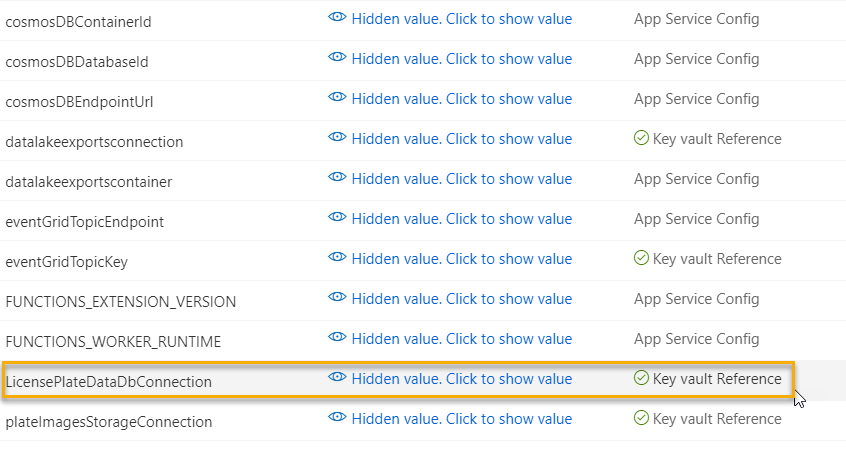 cosmosDBContainerId Hidden value. Click to show value App Service Config
cosmosDBDatabaseId Hidden value. Click to show value App Service Config
cosmosDBEndpointUrl Hidden value. Click to show value App Service Config
datalakeexportsconnection Hidden value. Click to show value Key vault Reference
datalakeexportscontainer Hidden value. Click to show value App Service Config
eventGridTopicEndpoint Hidden value. Click to show value App Service Config
eventGridTopicKey Hidden value. Click to show value Key vault Reference
FUNCTIONS_EXTENSION_VERSION Hidden value. Click to show value App Service Config
FUNCTIONS_WORKER_RUNTIME Hidden value. Click to show value App Service Config
LicensePlateDataDbConnection Hidden value. Click to show value Key vault Reference
plateImagesStorageConnection Hidden value. Click to show value Key vault Reference